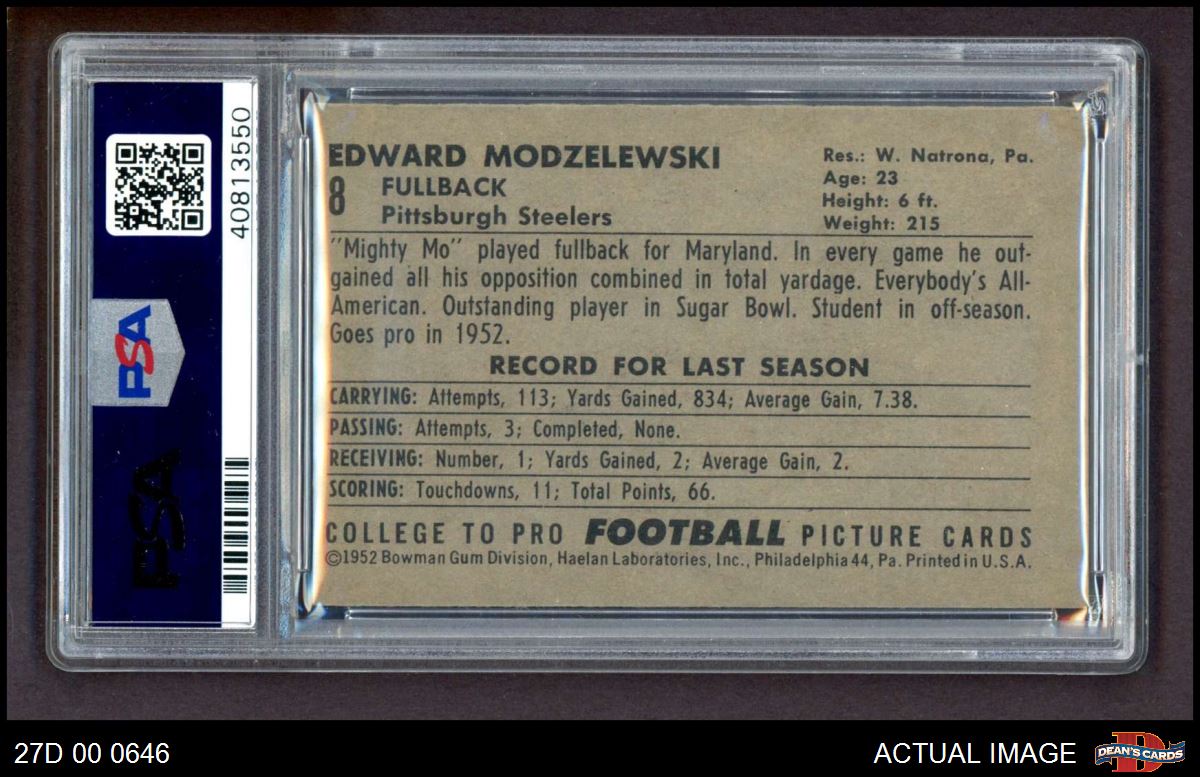 PSA
PSA
40813550
EDWARD MODZELEWSKI
8 FULLBACK
Pittsburgh Steelers
Res.: W. Natrona, Pa.
Age: 23
Height: 6 ft.
Weight: 215
"Mighty Mo" played fullback for Maryland. In every game he out-
gained all his opposition combined in total yardage. Everybody's All-
American. Outstanding player in Sugar Bowl. Student in off-season.
Goes pro in 1952.
RECORD FOR LAST SEASON
CARRYING: Attempts, 113; Yards Gained, 834; Average Gain, 7.38.
PASSING: Attempts, 3; Completed, None.
RECEIVING: Number, 1; Yards Gained, 2; Average Gain, 2.
SCORING: Touchdowns, 11; Total Points, 66.
COLLEGE TO PRO FOOTBALL PICTURE CARDS
©1952 Bowman Gum Division, Haelan Laboratories, Inc., Philadelphia 44, Pa. Printed in U.S.A.
27D 00 0646
ACTUAL IMAGE
DEAN'S CARDS